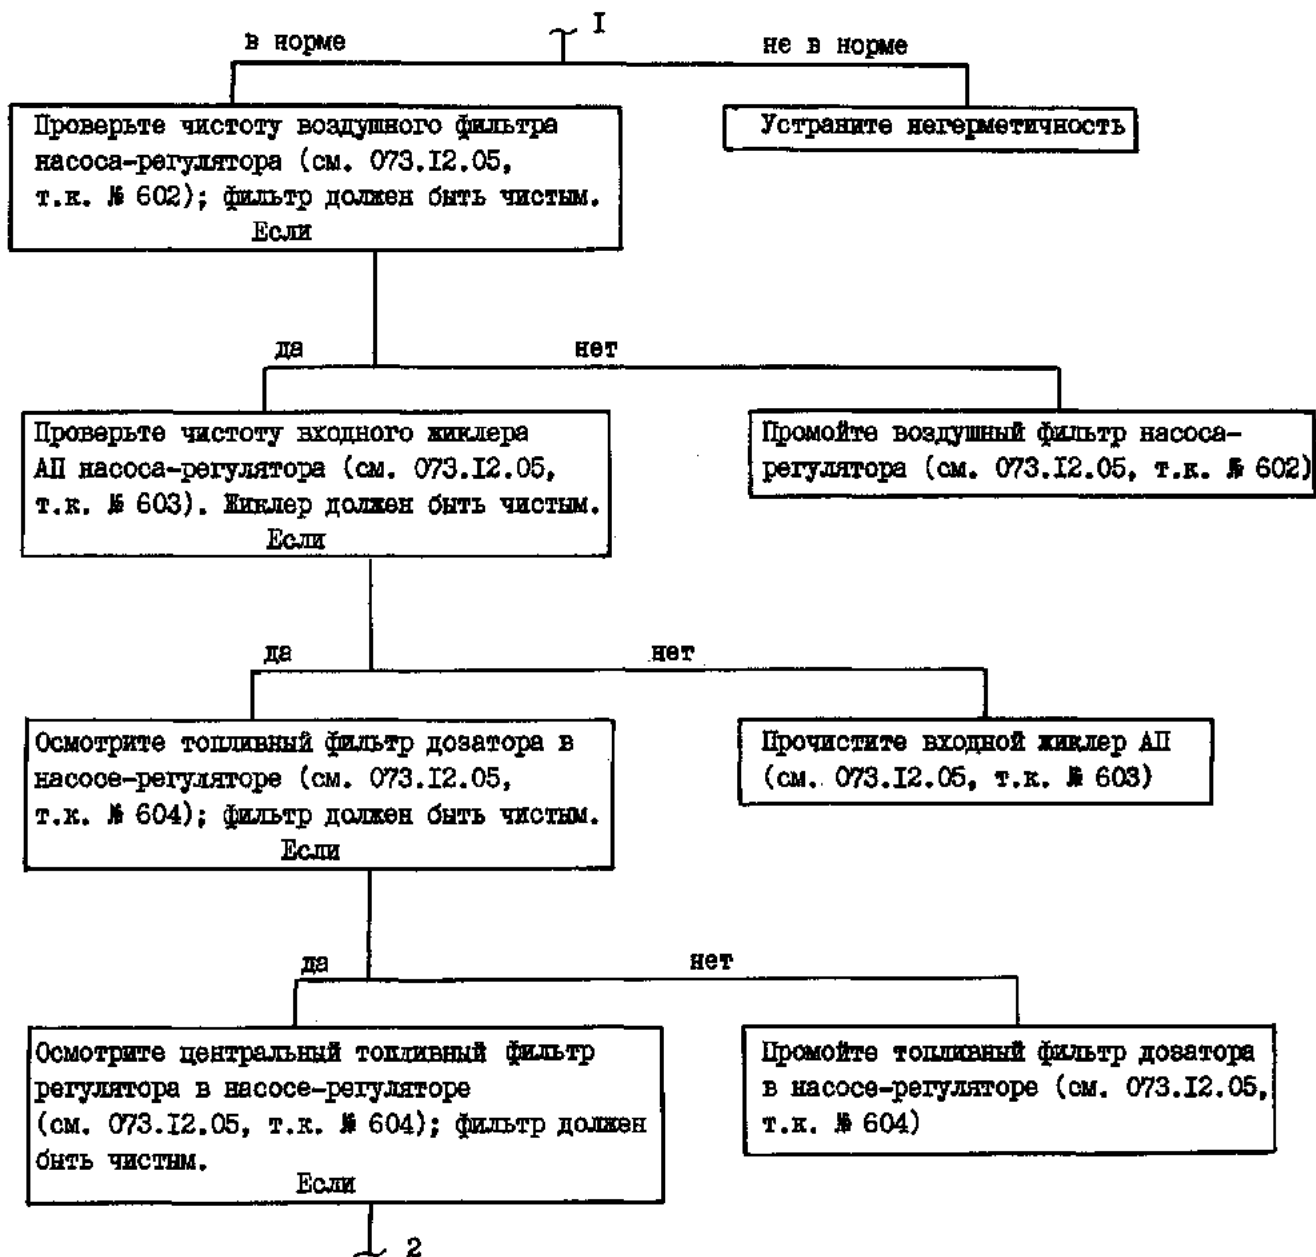 I
в норме
не в норме
Проверьте чистоту воздушного фильтра
насоса-регулятора (см. 073.I2.05,
т.к. № 602); фильтр должен быть чистым.
Если
Устраните негерметичность
да
нет
Проверьте чистоту входного жиклера
АП насоса-регулятора (см. 073.I2.05,
т.к. № 603). Жиклер должен быть чистым.
Если
Промойте воздушный фильтр насоса-
регулятора (см. 073.I2.05, т.к. № 602)
да
нет
Осмотрите топливный фильтр дозатора в
насосе-регуляторе (см. 073.I2.05,
т.к. № 604); фильтр должен быть чистым.
Если
Прочистите входной жиклер АП
(см. 073.I2.05, т.к. № 603)
да
нет
Осмотрите центральный топливный фильтр
регулятора в насосе-регуляторе
(см. 073.I2.05, т.к. № 604); фильтр должен
быть чистым.
Если
Промойте топливный фильтр дозатора
в насосе-регуляторе (см. 073.I2.05,
т.к. № 604)
2